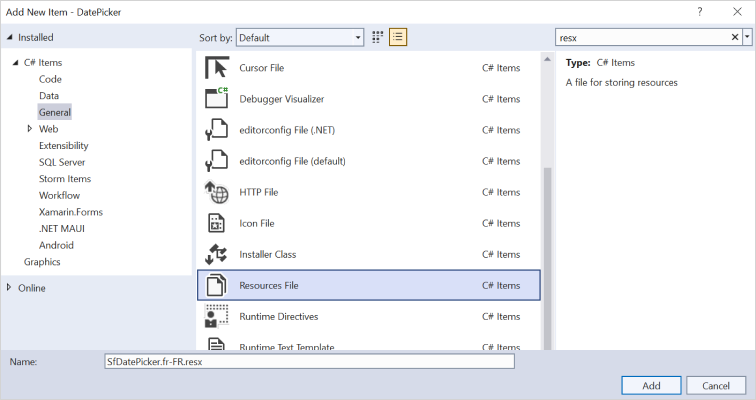 Add New Item - DatePicker
? ✕
Installed
Sort by: Default
resx
C# Items
Code
Data
General
Web
Extensibility
SQL Server
Storm Items
Workflow
Xamarin.Forms
.NET MAUI
Android
Graphics
Online
Cursor File C# Items
C# Debugger Visualizer C# Items
editorconfig File (.NET) C# Items
editorconfig File (default) C# Items
HTTP File C# Items
Icon File C# Items
Installer Class C# Items
Resources File C# Items
Runtime Directives C# Items
Runtime Text Template C# Items
Type: C# Items
A file for storing resources
Name: SfDatePicker.fr-FR.resx
Add Cancel